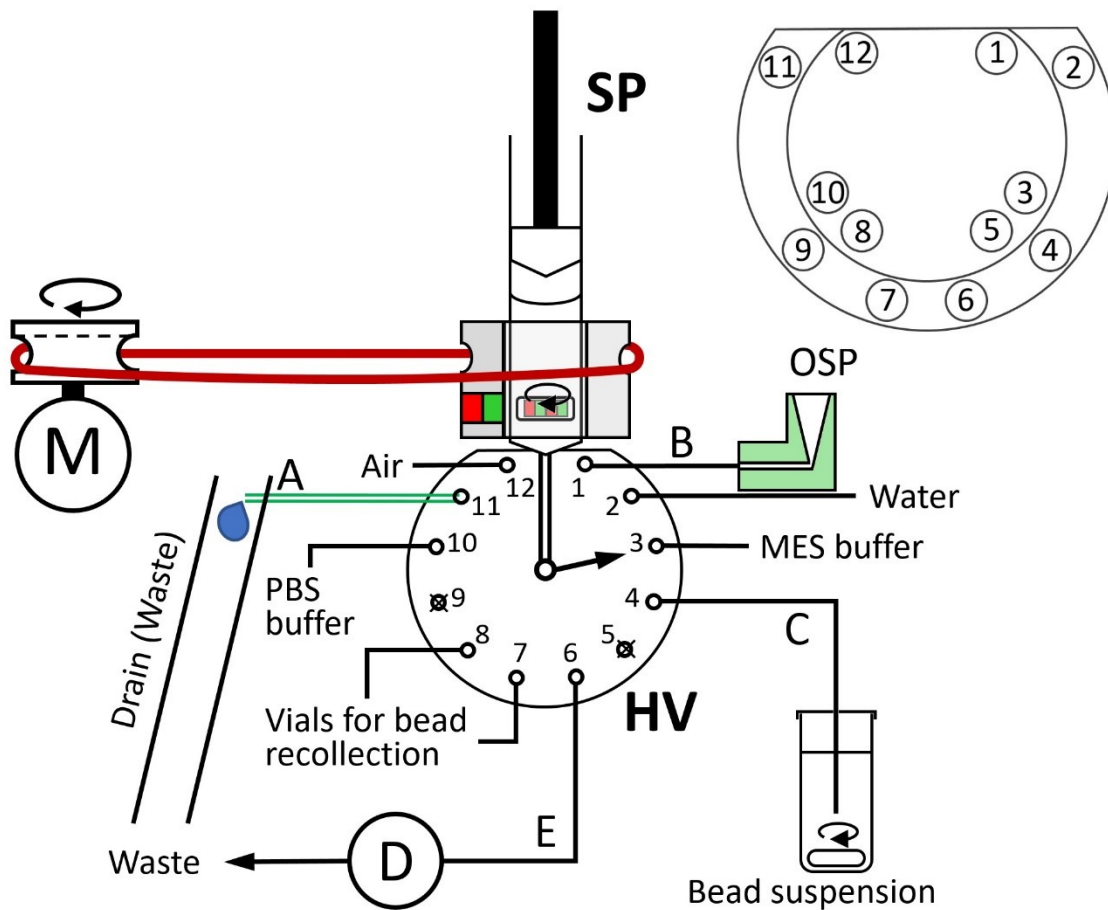 SP
12
1
11
2
10
3
8
5
9
4
7
6
OSP
M
A
Air
B
12
1
11
2
Water
10
3
MES buffer
PBS
buffer
9
4
C
8
5
7
6
HV
Drain (Waste)
Vials for bead
recollection
E
Waste
D
Bead suspension